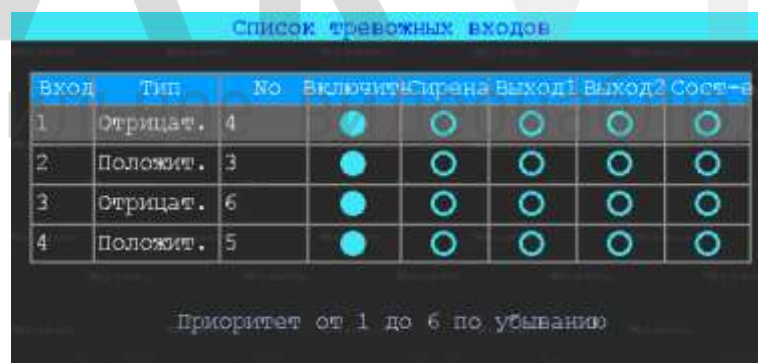 Список тревожных входов
Вход Тип No Включить Сирена Выход1 Выход2 Сост-е
1 Отрицат. 4
2 Положит. 3
3 Отрицат. 6
4 Положит. 5
Приоритет от 1 до 6 по убыванию